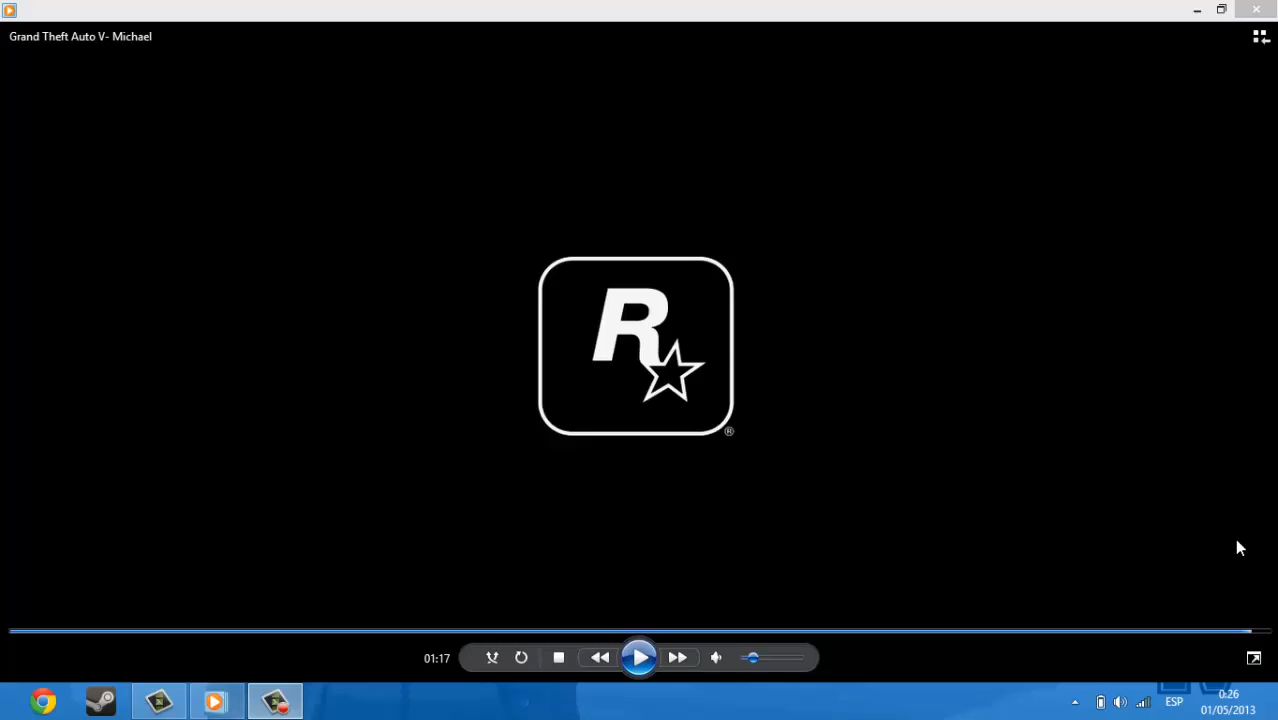 Grand Theft Auto V- Michael
R
®
01:17
ESP
0:26
01/05/2013